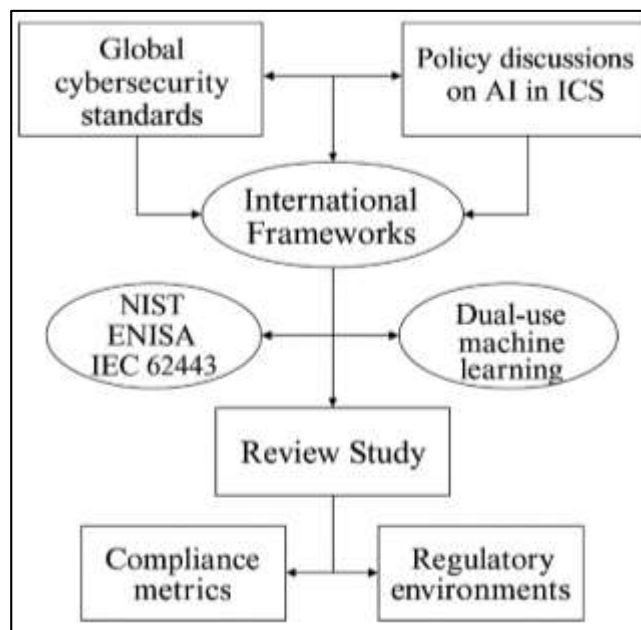 Global
cybersecurity
standards
Policy discussions
on AI in ICS
International
Frameworks
NIST
ENISA
IEC 62443
Dual-use
machine
learning
Review Study
Compliance
metrics
Regulatory
environments